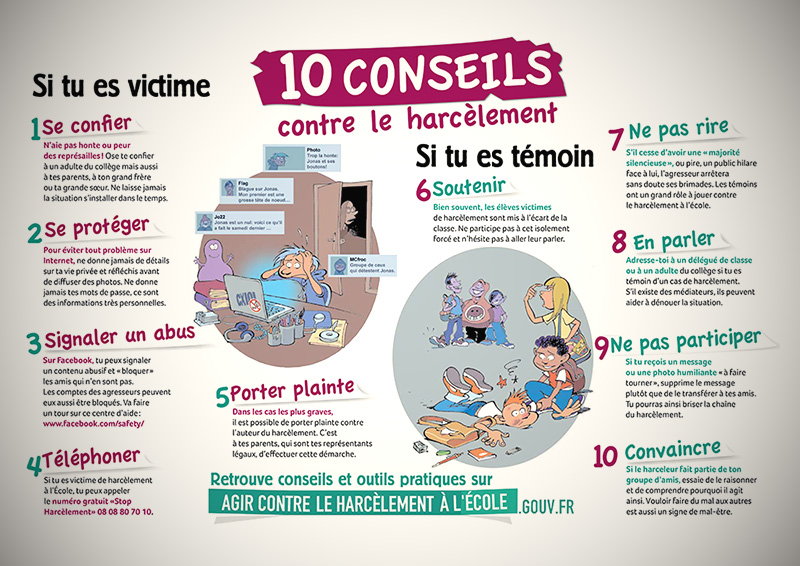 10 CONSEILS
contre le harcèlement
Si tu es victime
1 Se confier
N'aie pas honte ou peur
des représailles ! Ose te confier
à un adulte du collège mais aussi
à tes parents, à ton grand frère
ou ta grande sœur. Ne laisse jamais
la situation s'installer dans le temps.
2 Se protéger
Pour éviter tout problème sur
Internet, ne donne jamais de détails
sur ta vie privée et réfléchis avant
de diffuser des photos. Ne donne
jamais tes mots de passe, ce sont
des informations très personnelles.
3 Signaler un abus
Sur Facebook, tu peux signaler
un contenu abusif et « bloquer »
les amis qui n'en sont pas.
Les comptes des agresseurs peuvent
eux aussi être bloqués. Va faire
un tour sur ce centre d'aide :
www.facebook.com/safety/
4 Téléphoner
Si tu es victime de harcèlement
à l'École, tu peux appeler
le numéro gratuit «Stop
Harcèlement» 08 08 80 70 10.
Photo
Trop la honte:
Jonas et ses
boutons!
Flag
Blague sur Jonas.
Mon premier est une
grosse tête de noeud...
Jo22
Jonas est un nul: voici ce qu'il
a fait le samedi dernier ...
MCfroc
Groupe de ceux
qui détestent Jonas.
5 Porter plainte
Dans les cas les plus graves,
il est possible de porter plainte contre
l'auteur du harcèlement. C'est
à tes parents, qui sont tes représentants
légaux, d'effectuer cette démarche.
Si tu es témoin
6 Soutenir
Bien souvent, les élèves victimes
de harcèlement sont mis à l'écart de la
classe. Ne participe pas à cet isolement
forcé et n'hésite pas à aller leur parler.
7 Ne pas rire
S'il cesse d'avoir une « majorité
silencieuse », ou pire, un public hilare
face à lui, l'agresseur arrêtera
sans doute ses brimades. Les témoins
ont un grand rôle à jouer contre
le harcèlement à l'école.
8 En parler
Adresse-toi à un délégué de classe
ou à un adulte du collège si tu es
témoin d'un cas de harcèlement.
S'il existe des médiateurs, ils peuvent
aider à dénouer la situation.
9 Ne pas participer
Si tu reçois un message
ou une photo humiliante « à faire
tourner », supprime le message
plutôt que de le transférer à tes amis.
Tu pourras ainsi briser la chaîne
du harcèlement.
10 Convaincre
Si le harceleur fait partie de ton
groupe d'amis, essaie de le raisonner
et de comprendre pourquoi il agit
ainsi. Vouloir faire du mal aux autres
est aussi un signe de mal-être.
Retrouve conseils et outils pratiques sur
AGIR CONTRE LE HARCÈLEMENT À L'ÉCOLE .GOUV.FR